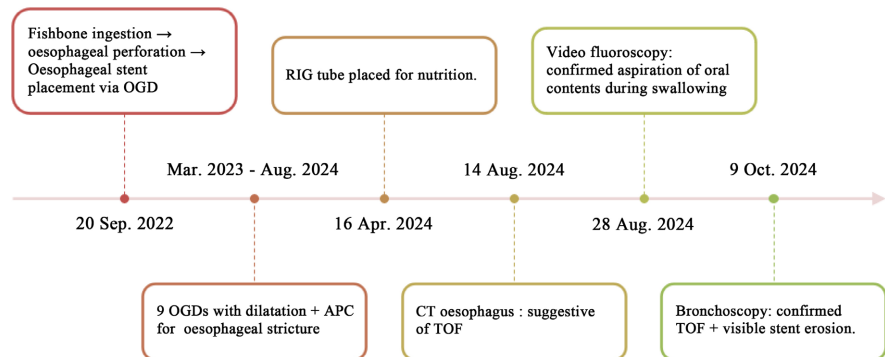 Fishbone ingestion →
oesophageal perforation →
Oesophageal stent
placement via OGD
RIG tube placed for nutrition.
Video fluoroscopy:
confirmed aspiration of oral
contents during swallowing
Mar. 2023 - Aug. 2024
14 Aug. 2024
9 Oct. 2024
20 Sep. 2022
16 Apr. 2024
28 Aug. 2024
9 OGDs with dilatation + APC
for oesophageal stricture
CT oesophagus : suggestive
of TOF
Bronchoscopy: confirmed
TOF + visible stent erosion.